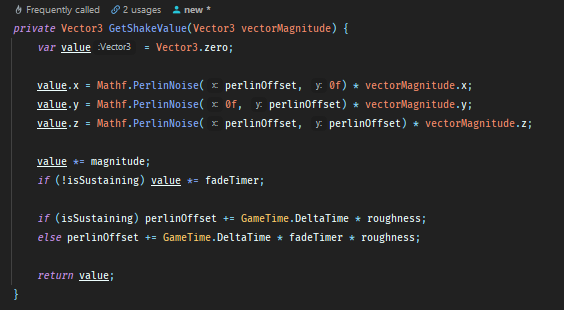 Frequently called 2 usages new *
private Vector3 GetShakeValue(Vector3 vectorMagnitude) {
var value :Vector3 = Vector3.zero;
value.x = Mathf.PerlinNoise( x: perlinOffset, y: 0f) * vectorMagnitude.x;
value.y = Mathf.PerlinNoise( x: 0f, y: perlinOffset) * vectorMagnitude.y;
value.z = Mathf.PerlinNoise( x: perlinOffset, y: perlinOffset) * vectorMagnitude.z;
value *= magnitude;
if (!isSustaining) value *= fadeTimer;
if (isSustaining) perlinOffset += GameTime.DeltaTime * roughness;
else perlinOffset += GameTime.DeltaTime * fadeTimer * roughness;
return value;
}